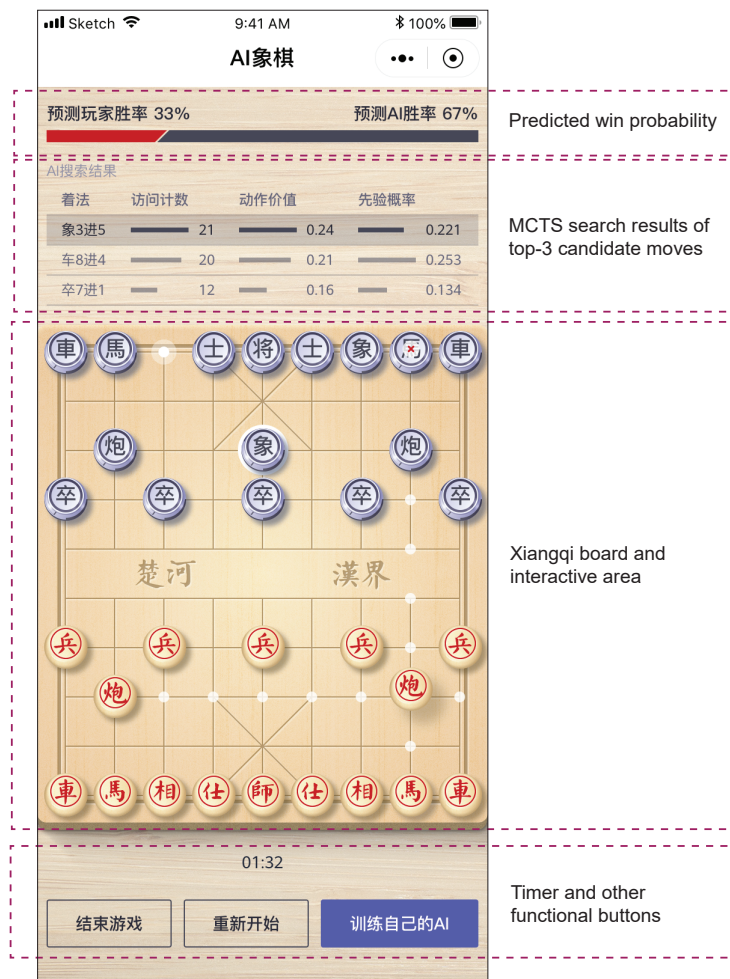 Sketch 9:41 AM 100%
AI象棋
预测玩家胜率 33% 预测AI胜率 67%
Predicted win probability
AI搜索结果
着法 访问计数 动作价值 先验概率
象3进5 21 0.24 0.221
车8进4 20 0.21 0.253
卒7进1 12 0.16 0.134
MCTS search results of
top-3 candidate moves
車 馬 士 将 士 象 馬 車
炮 象 炮
卒 卒 卒 卒 卒
楚河 漢界
Xiangqi board and
interactive area
兵 兵 兵 兵 兵
炮 炮
車 馬 相 仕 帥 仕 相 馬 車
01:32
结束游戏 重新开始 训练自己的AI
Timer and other
functional buttons